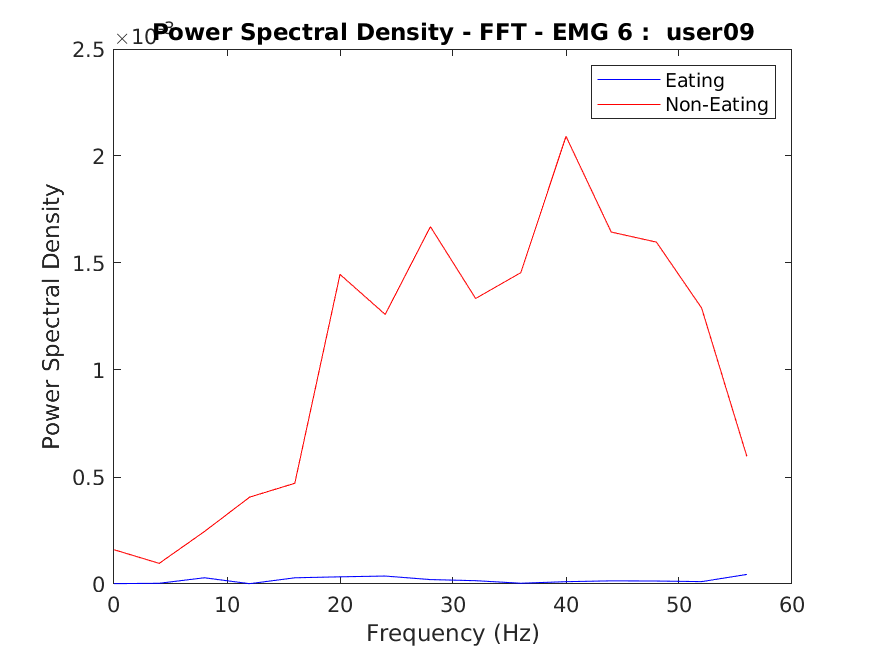 Power Spectral Density - FFT - EMG 6 :  user09
×10
2.5
2
1.5
1
0.5
0
Power Spectral Density
Eating
Non-Eating
0 10 20 30 40 50 60
Frequency (Hz)